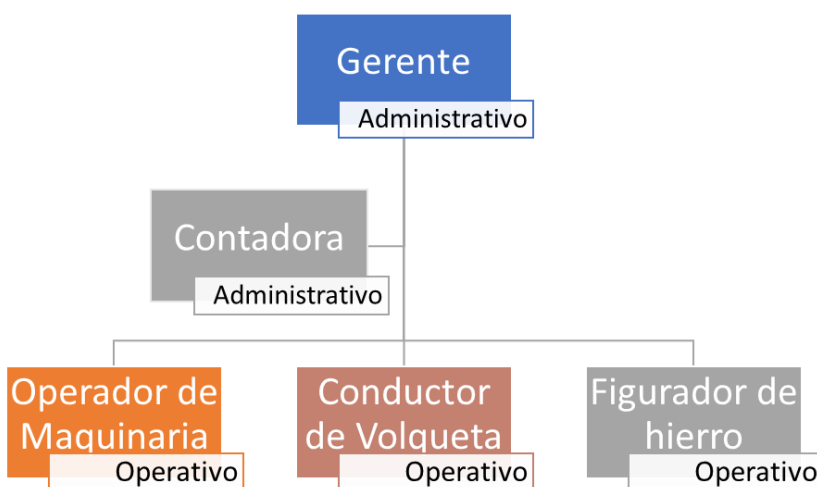 Gerente
Administrativo
Contadora
Administrativo
Operador de
Maquinaria
Operativo
Conductor
de Volqueta
Operativo
Figurador de
hierro
Operativo